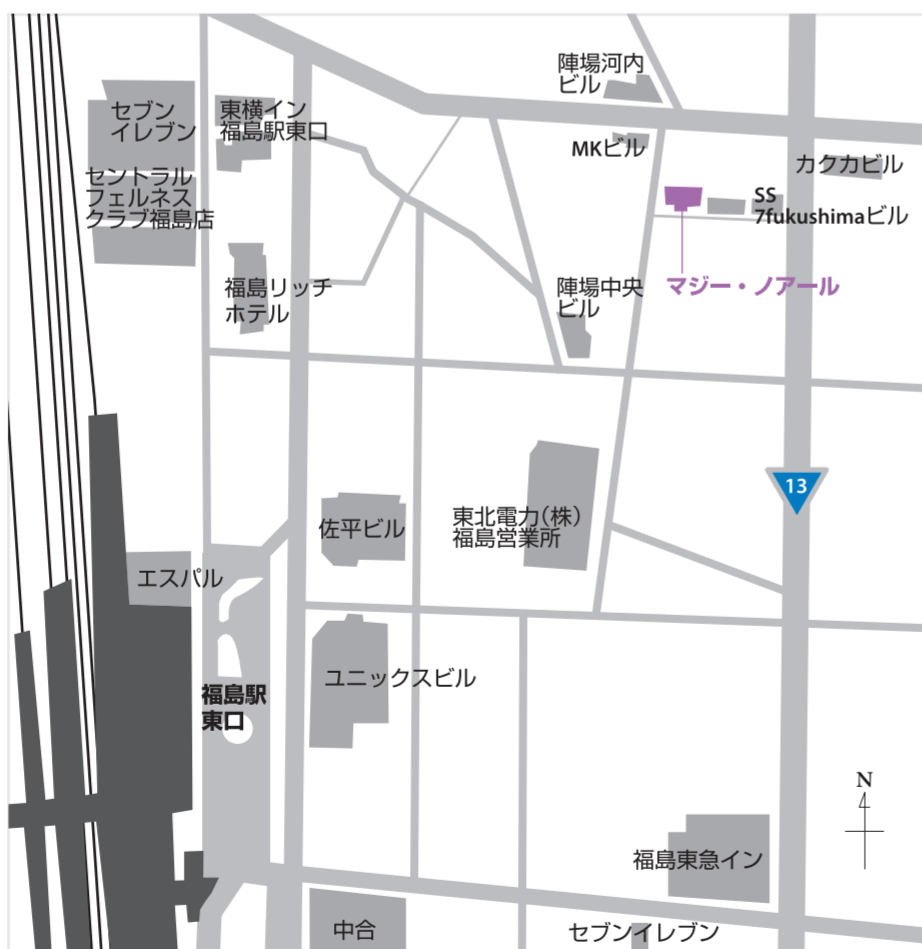 陣場河内
ビル
セブン
イレブン
東横イン
福島駅東口
MKビル
カクカビル
セントラル
フェルネス
クラブ福島店
SS
7fukushimaビル
福島リッチ
ホテル
陣場中央
ビル
マジー・ノアール
13
佐平ビル
東北電力(株)
福島営業所
エスパル
ユニックスビル
福島駅
東口
N
福島東急イン
中合
セブンイレブン